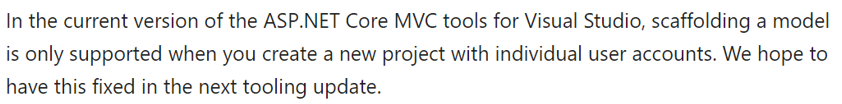 In the current version of the ASP.NET Core MVC tools for Visual Studio, scaffolding a model
is only supported when you create a new project with individual user accounts. We hope to
have this fixed in the next tooling update.